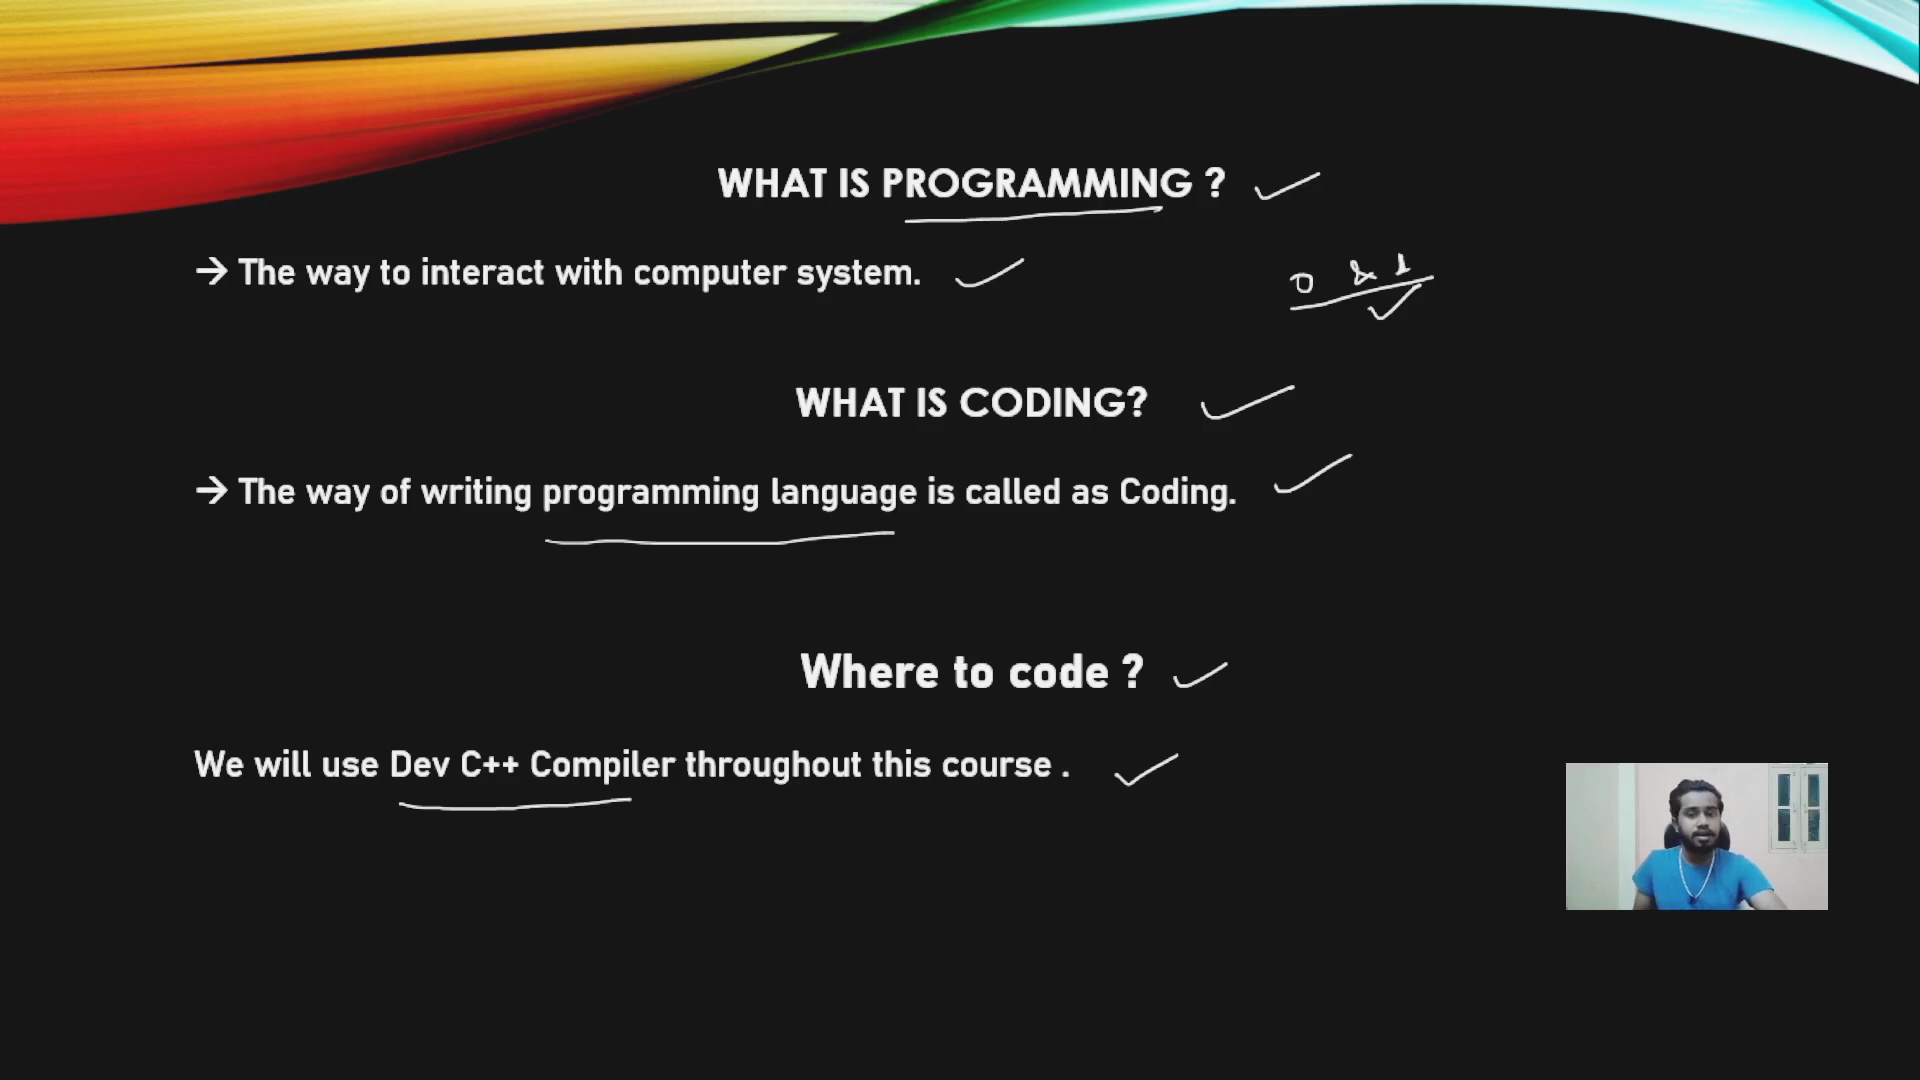 WHAT IS PROGRAMMING ?
→ The way to interact with computer system.
0 & 1
WHAT IS CODING?
→ The way of writing programming language is called as Coding.
Where to code ?
We will use Dev C++ Compiler throughout this course .